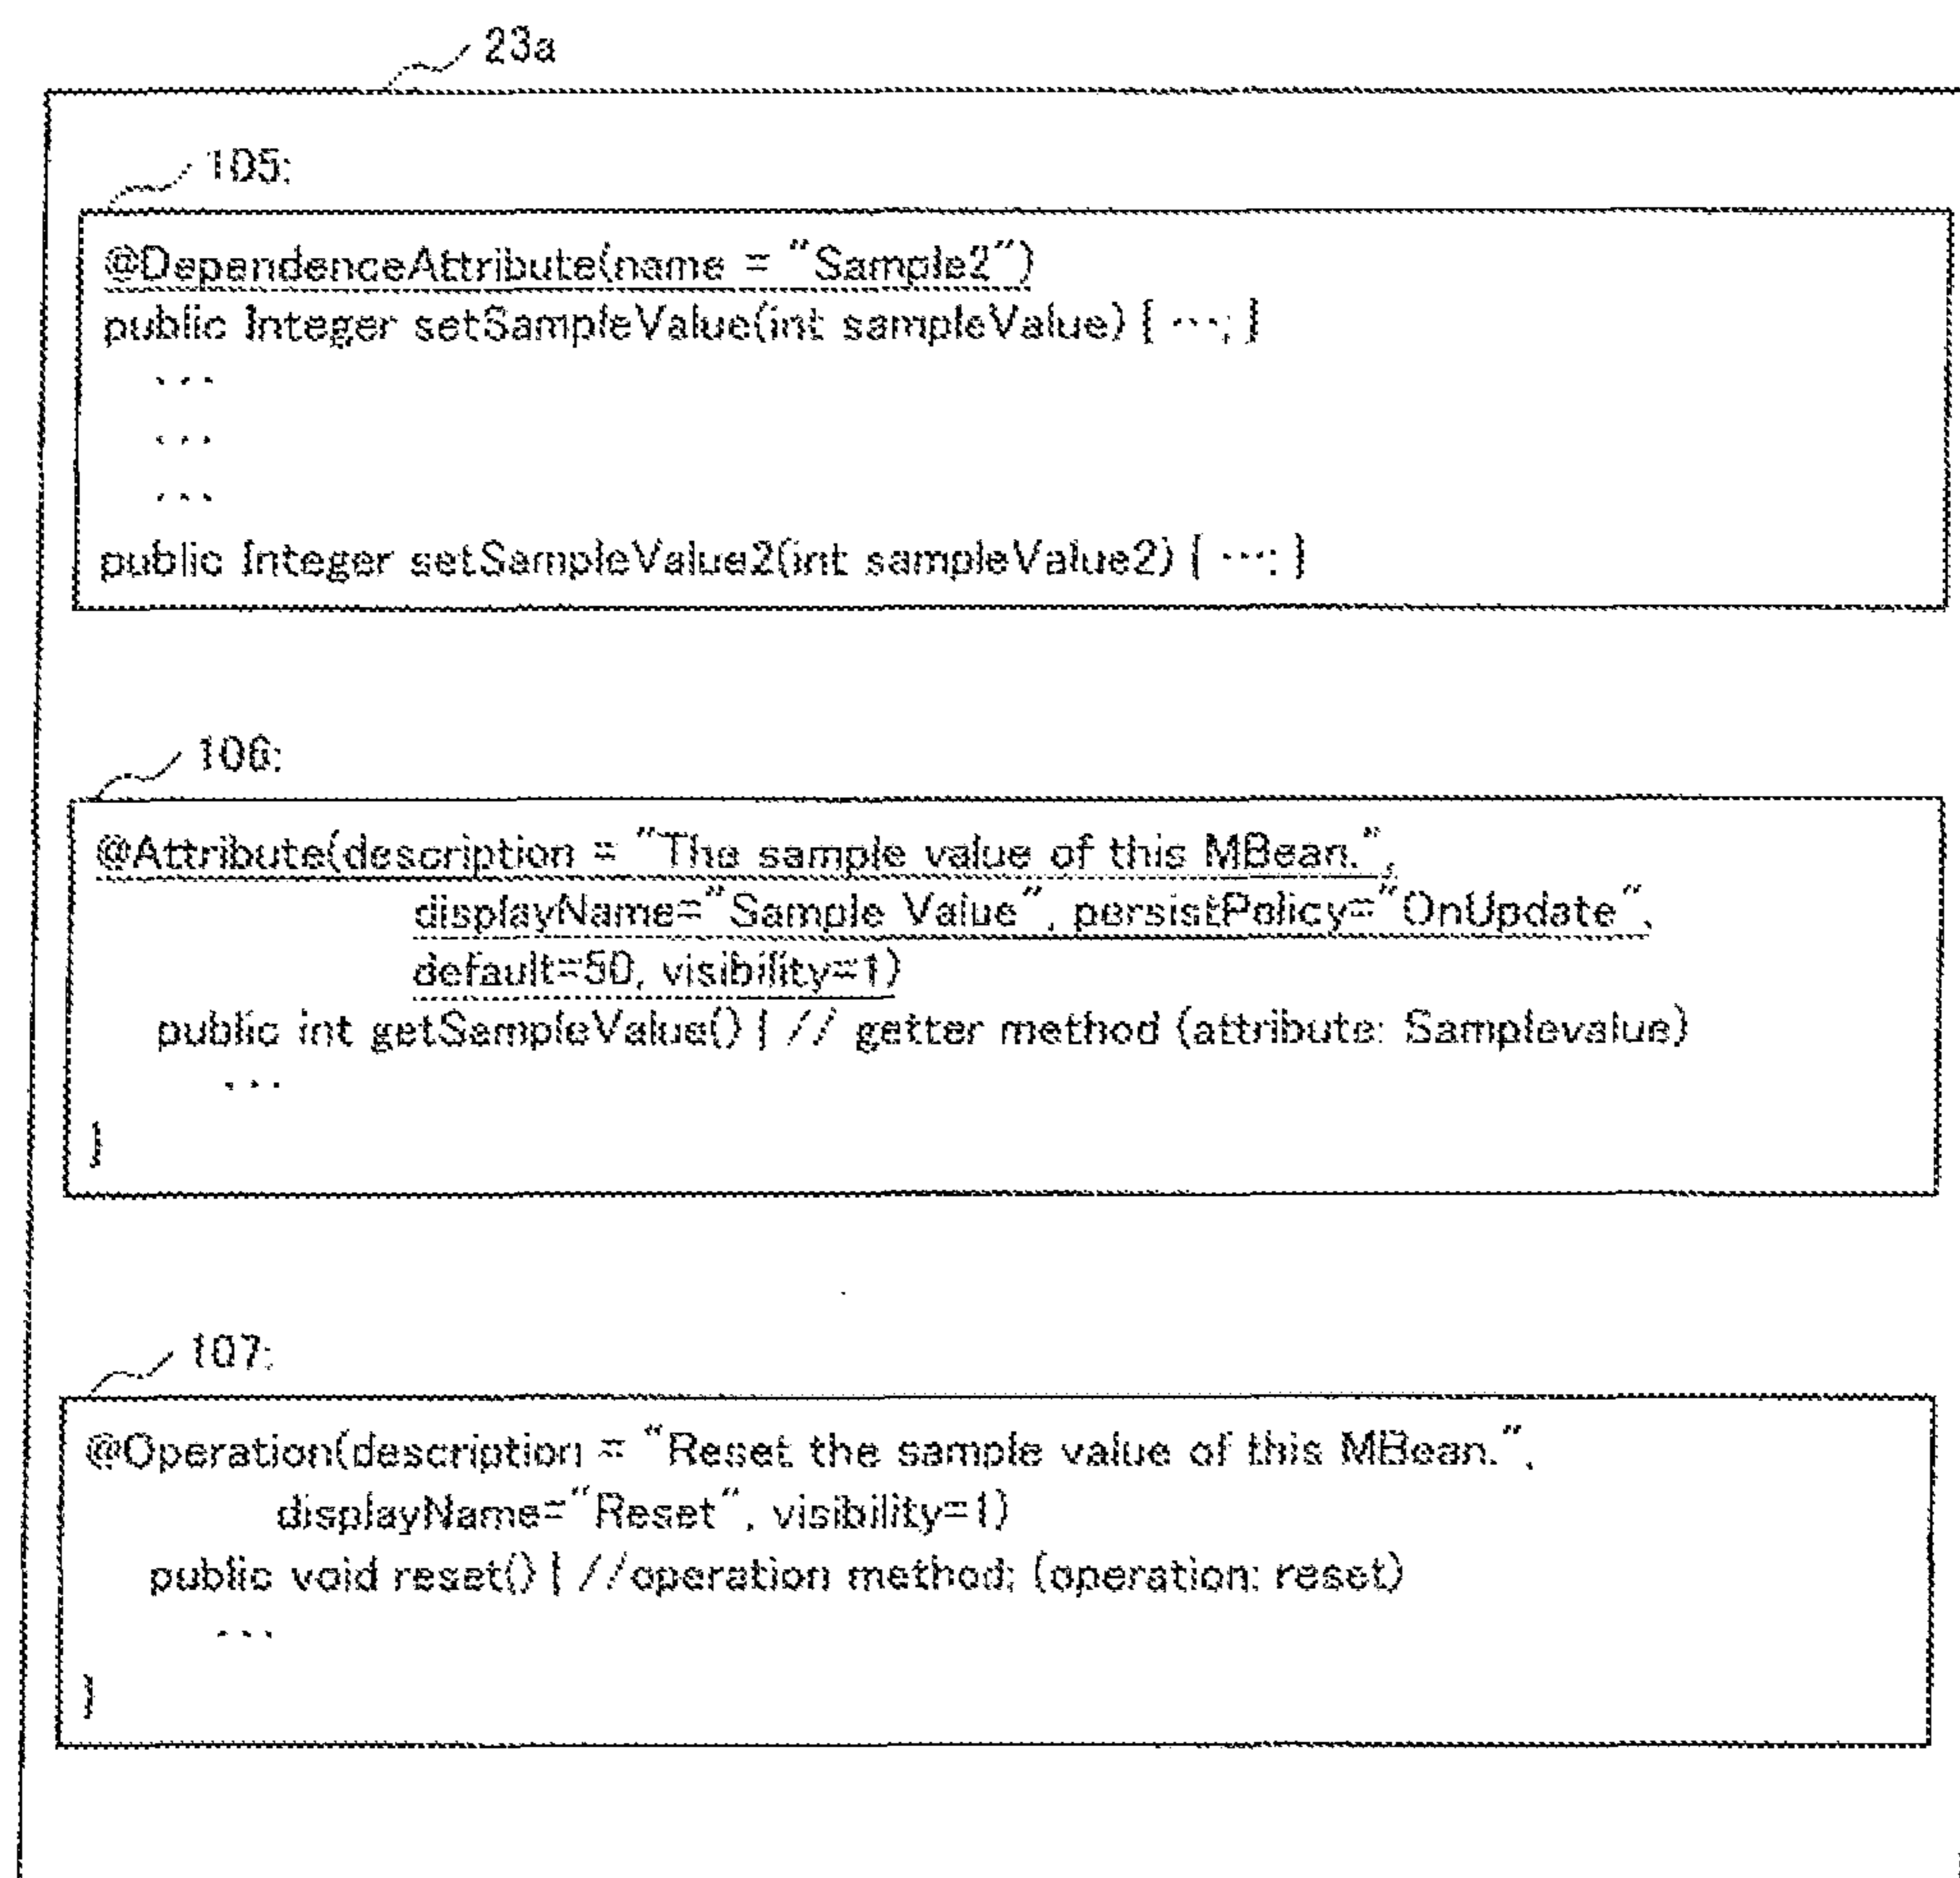 23a
105:
@DependenceAttribute(name = "Sample2")
public Integer setSampleValue(int sampleValue) { ...; }
...
...
...
public Integer setSampleValue2(int sampleValue2) { ...; }
106:
@Attribute(description = "The sample value of this MBean.",
displayName="Sample Value", persistPolicy="OnUpdate",
default=50, visibility=1)
public int getSampleValue() { // getter method (attribute: Samplevalue)
...
}
107:
@Operation(description = "Reset the sample value of this MBean.",
displayName="Reset", visibility=1)
public void reset() { //operation method: (operation: reset)
...
}